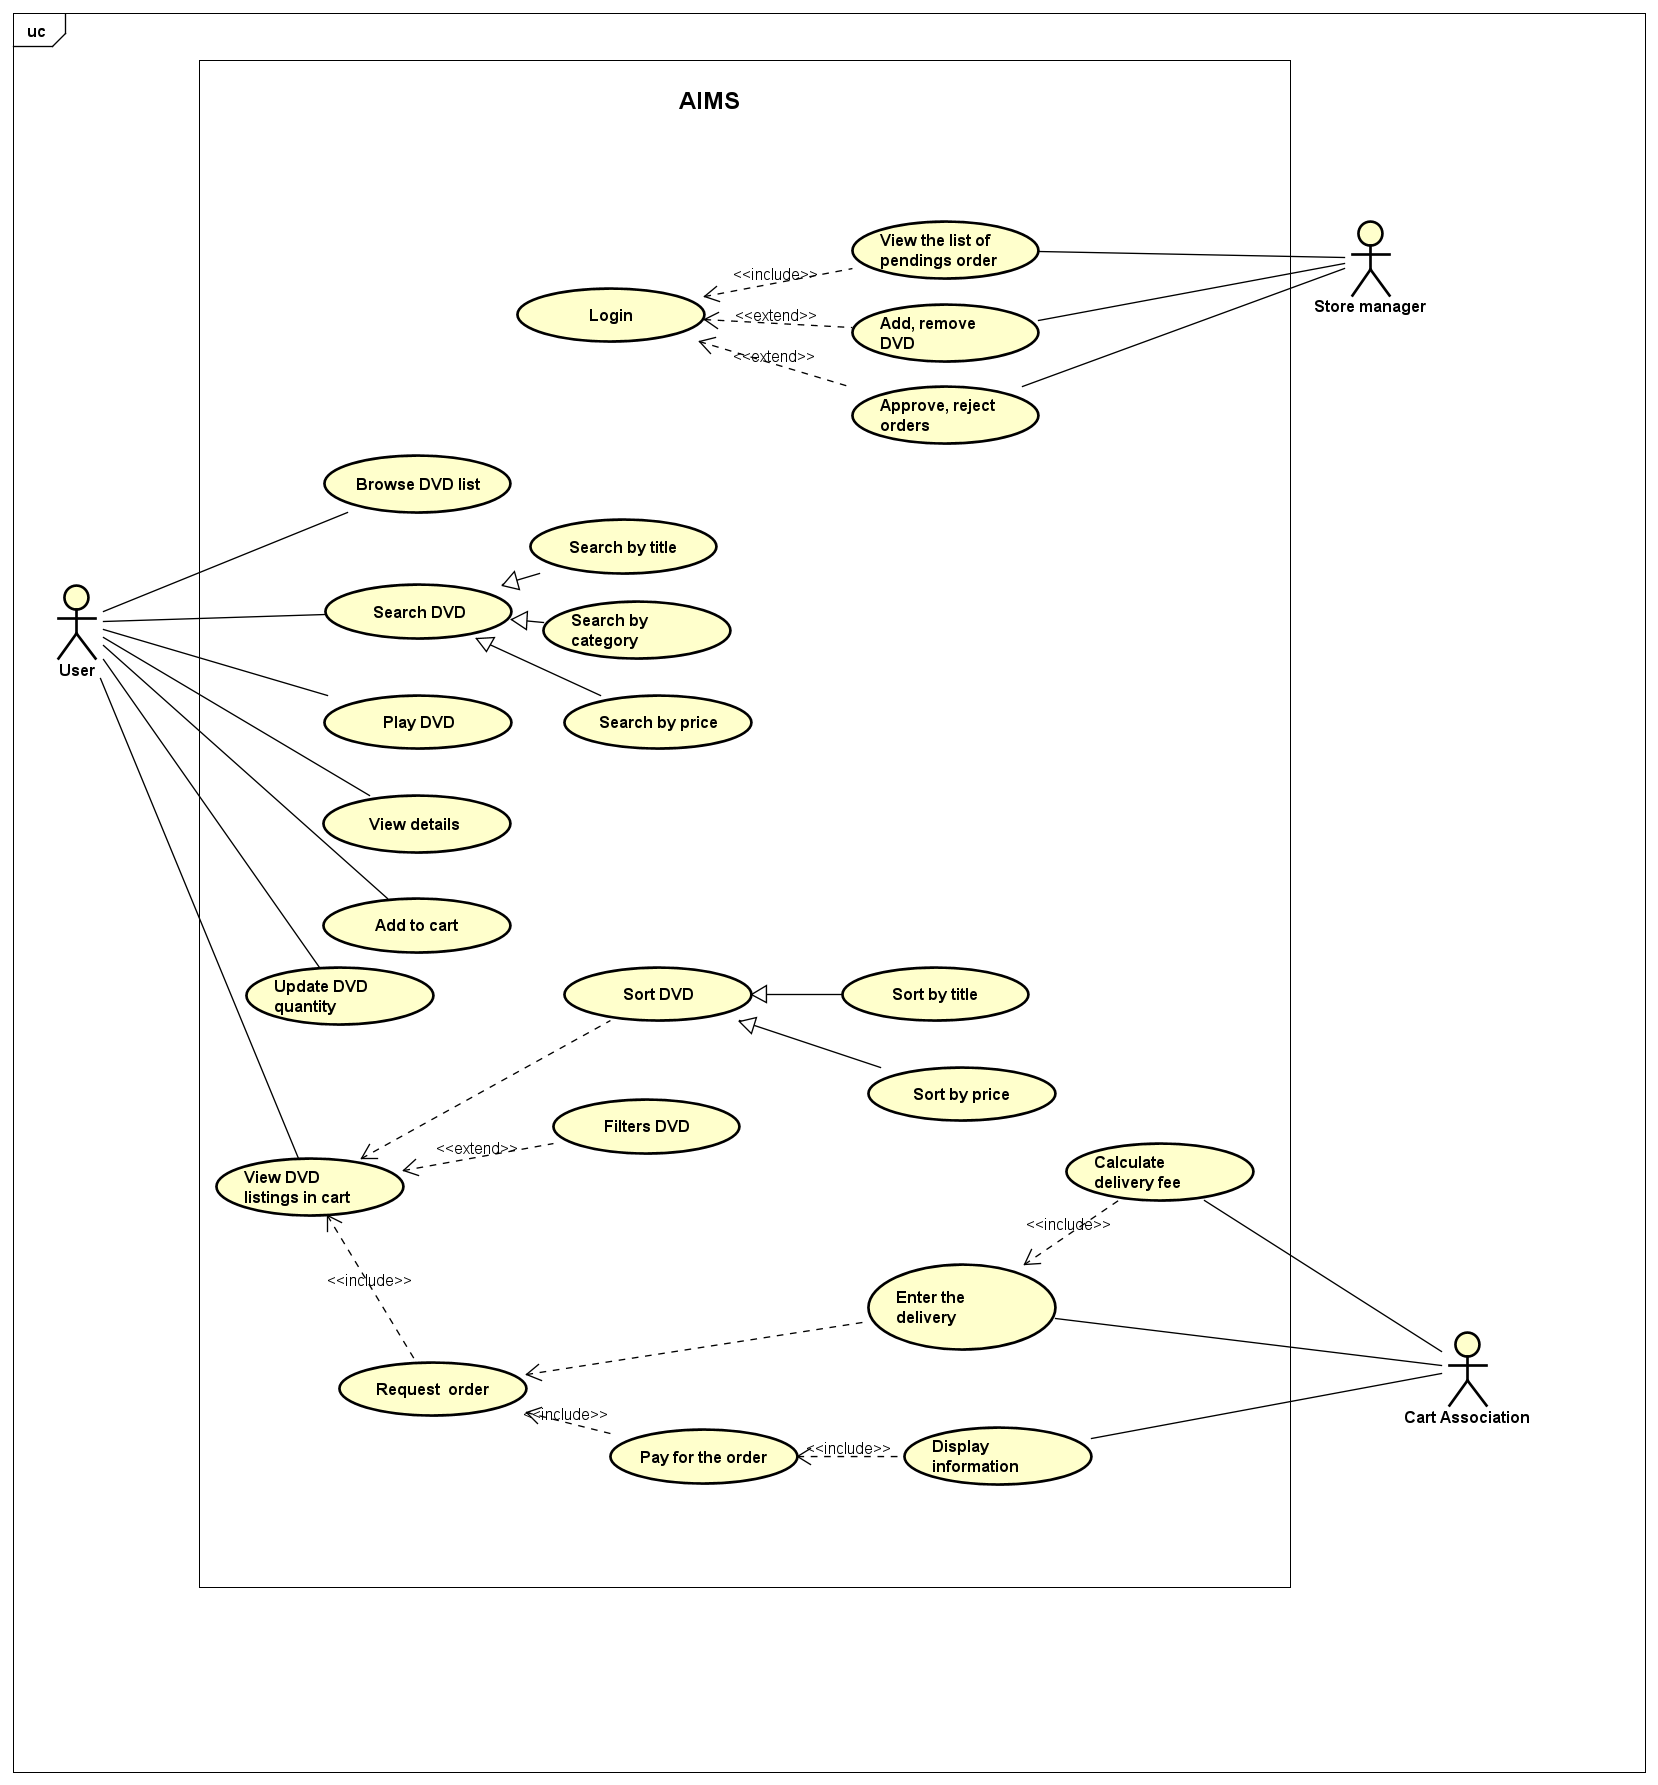 uc
AIMS
View the list of
pendings order
<<include>>
Store manager
Login
<<extend>>
Add, remove
DVD
<<extend>>
Approve, reject
orders
Browse DVD list
Search by title
Search DVD
Search by
category
User
Play DVD
Search by price
View details
Add to cart
Update DVD
quantity
Sort DVD
Sort by title
Sort by price
Filters DVD
<<extend>>
View DVD
listings in cart
Calculate
delivery fee
<<include>>
<<include>>
Enter the
delivery
Request  order
Cart Association
<<include>>
Pay for the order
<<include>>
Display
information